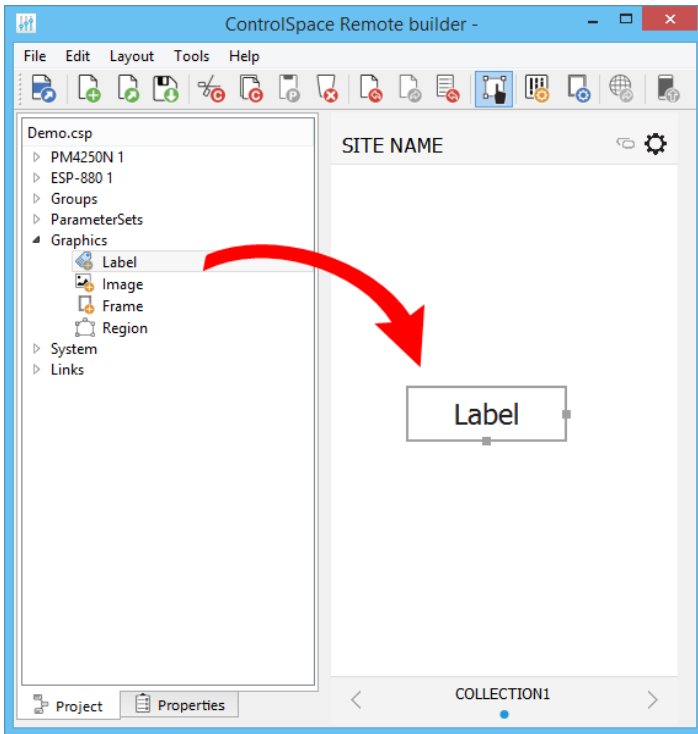 ControlSpace Remote builder -
File Edit Layout Tools Help
Demo.csp
PM4250N 1
ESP-880 1
Groups
ParameterSets
Graphics
Label
Image
Frame
Region
System
Links
Project Properties
SITE NAME
Label
COLLECTION1